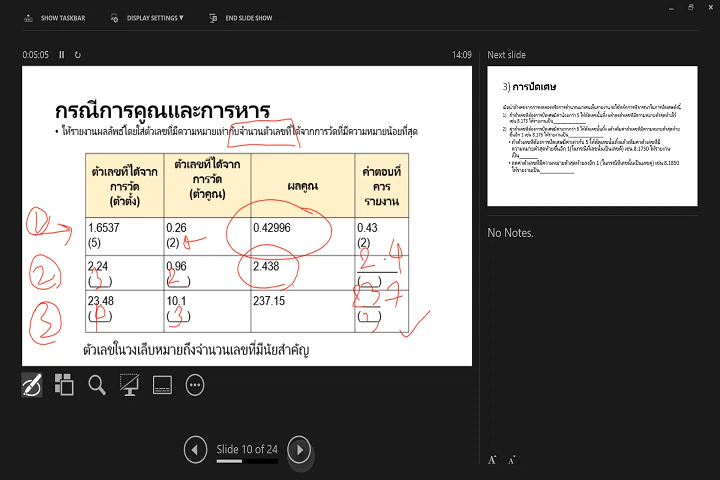 SHOW TASKBAR
DISPLAY SETTINGS ▼
END SLIDE SHOW
0:05:05
14:09
Next slide
กรณีการคูณและการหาร
• ให้รายงานผลลัพธ์โดยใส่ตัวเลขที่มีความหมายเท่ากับจำนวนตัวเลขที่ได้จากการวัดที่มีความหมายน้อยที่สุด
ตัวเลขที่ได้จากการวัด (ตัวตั้ง)
ตัวเลขที่ได้จากการวัด (ตัวคูณ)
ผลคูณ
คำตอบที่ควรรายงาน
1 1.6537 (5)
0.26 (2)
0.42996
0.43 (2)
2 2.24 (3)
0.96 (2)
2.438
2.4 (__)
3 23.48 (4)
10.1 (3)
237.15
237 (3)
ตัวเลขในวงเล็บหมายถึงจำนวนเลขที่มีนัยสำคัญ
3) การปัดเศษ
No Notes.
Slide 10 of 24
A A